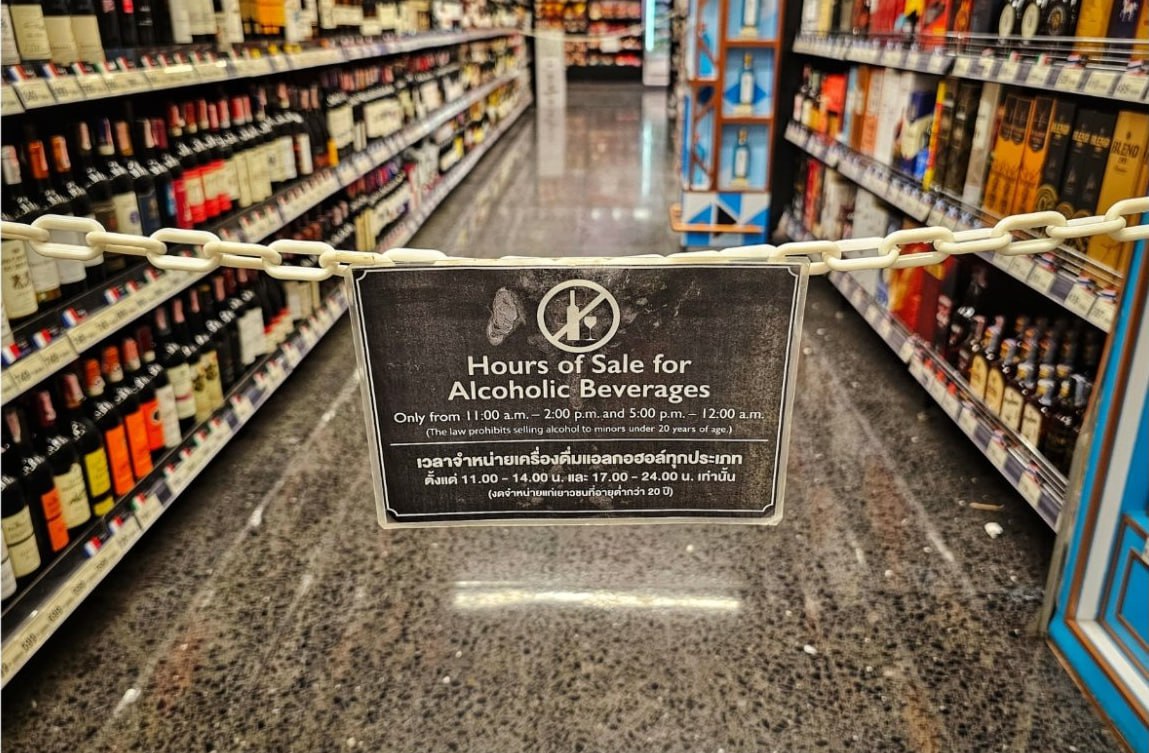 Hours of Sale for
Alcoholic Beverages
Only from 11:00 a.m. – 2:00 p.m. and 5:00 p.m. – 12:00 a.m.
(The law prohibits selling alcohol to minors under 20 years of age.)
เวลาจำหน่ายเครื่องดื่มแอลกอฮอล์ทุกประเภท
ตั้งแต่ 11.00 - 14.00 น. และ 17.00 - 24.00 น. เท่านั้น
(งดจำหน่ายแก่เยาวชนที่อายุต่ำกว่า 20 ปี)
BLEND
BLEND
BLEND